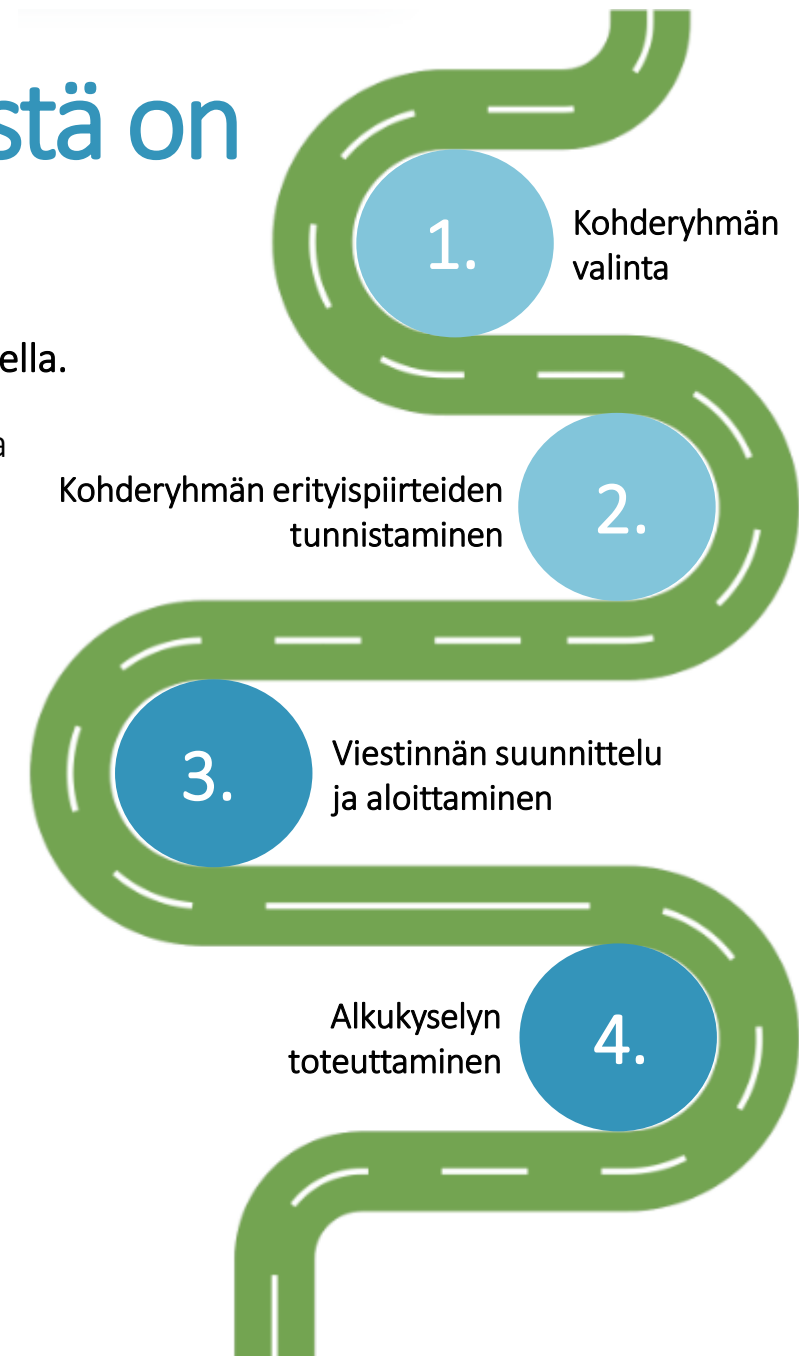 stä on
1.
Kohderyhmän
valinta
ella.
a
Kohderyhmän erityispiirteiden
tunnistaminen
2.
3.
Viestinnän suunnittelu
ja aloittaminen
Alkukyselyn
toteuttaminen
4.